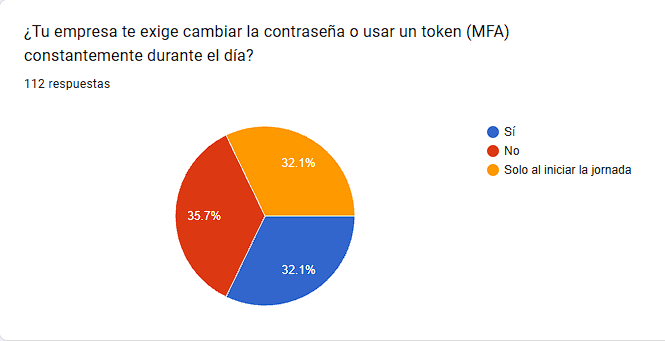 ¿Tu empresa te exige cambiar la contraseña o usar un token (MFA)
constantemente durante el día?
112 respuestas
Sí
No
Solo al iniciar la jornada
32.1%
35.7%
32.1%